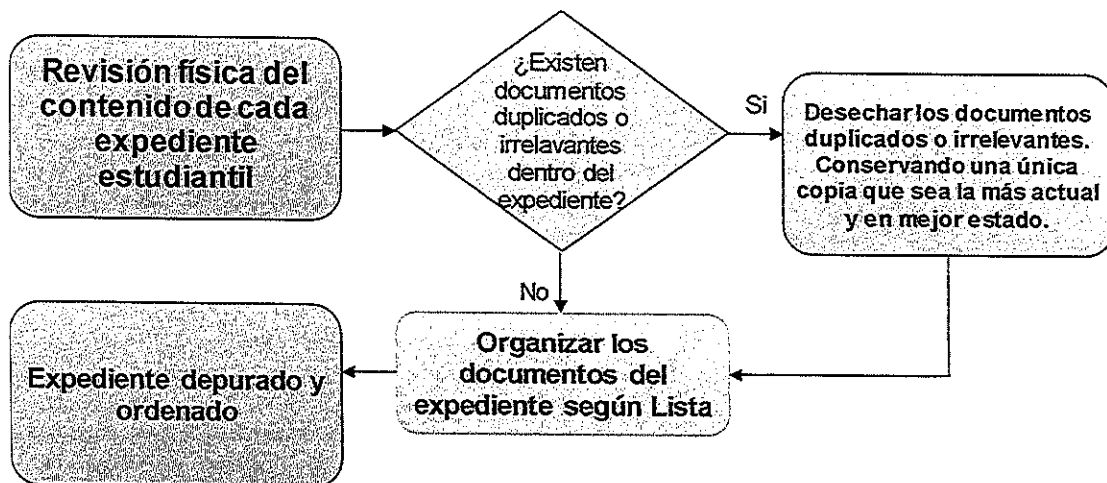 Revisión física del
contenido de cada
expediente
estudiantil
¿Existen
documentos
duplicados o
irrelavantes
dentro del
expediente?
Si
Desechar los documentos
duplicados o irrelevantes.
Conservando una única
copia que sea la más actual
y en mejor estado.
No
Organizar los
documentos del
expediente según Lista
Expediente depurado y
ordenado